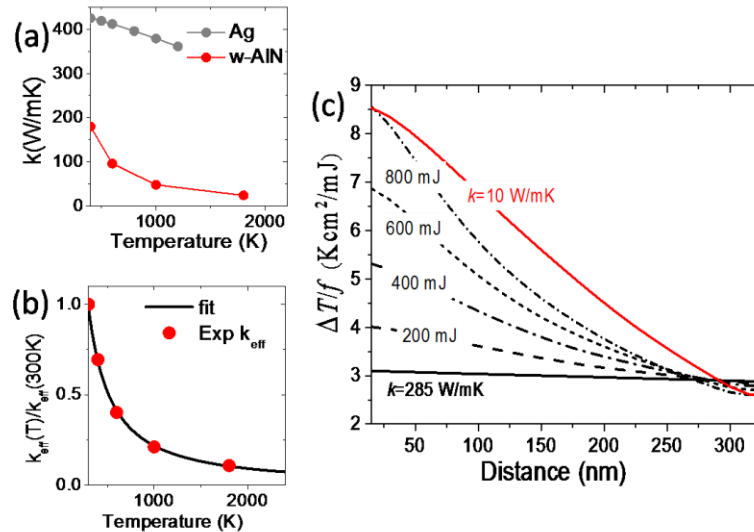 (a)
400
300
200
100
0
k(W/mK)
Ag
w-AlN
1000
2000
Temperature (K)
(b)
1.0
0.5
0.0
k_eff(T)/k_eff(300K)
fit
Exp k_eff
1000
2000
Temperature (K)
(c)
9
8
7
6
5
4
3
2
ΔT/f (K cm²/mJ)
800 mJ
600 mJ
400 mJ
200 mJ
k=10 W/mK
k=285 W/mK
50
100
150
200
250
300
Distance (nm)